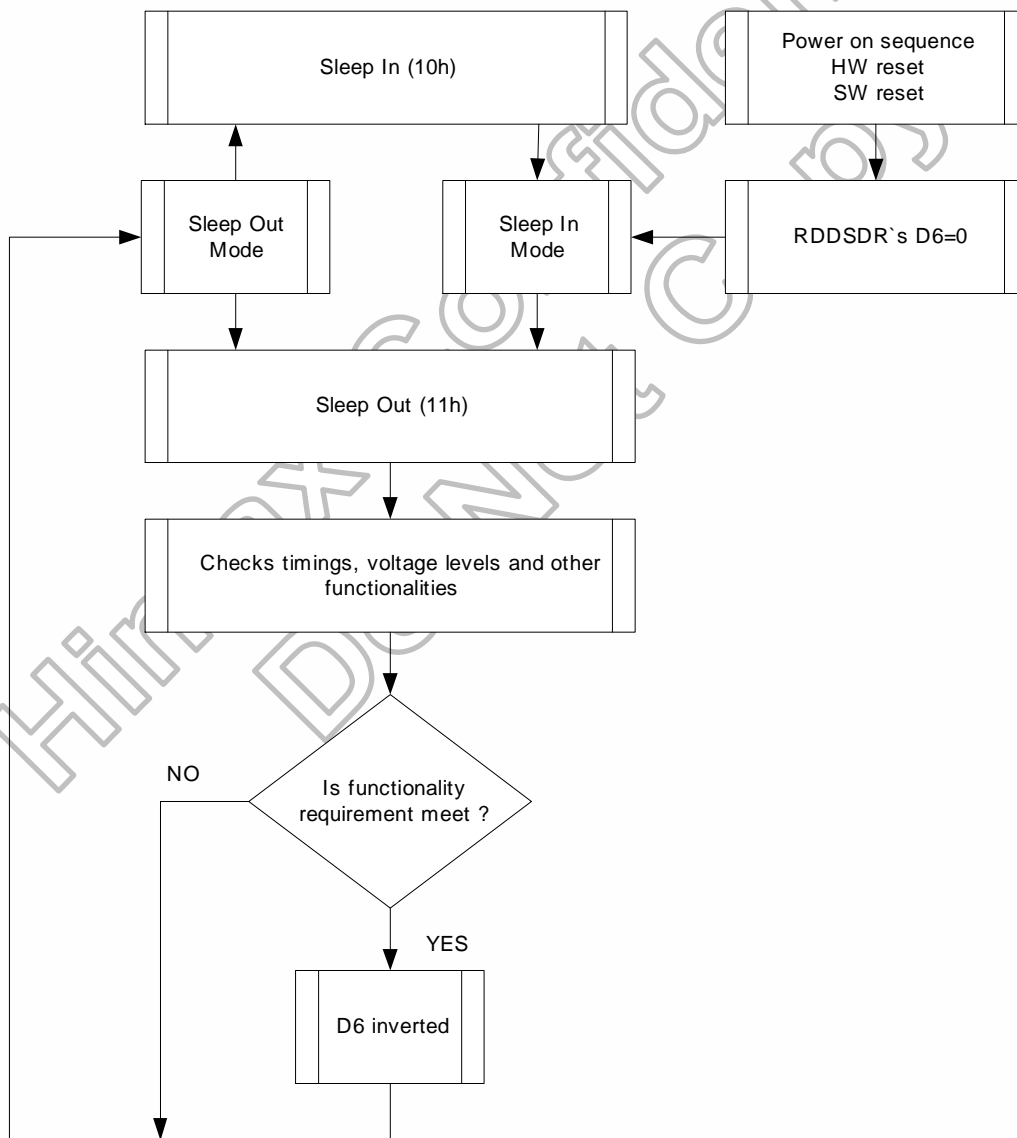 Sleep In (10h)
Power on sequence
HW reset
SW reset
Sleep Out
Mode
Sleep In
Mode
RDDSDR`s D6=0
Sleep Out (11h)
Checks timings, voltage levels and other
functionalities
Is functionality
requirement meet ?
NO
YES
D6 inverted